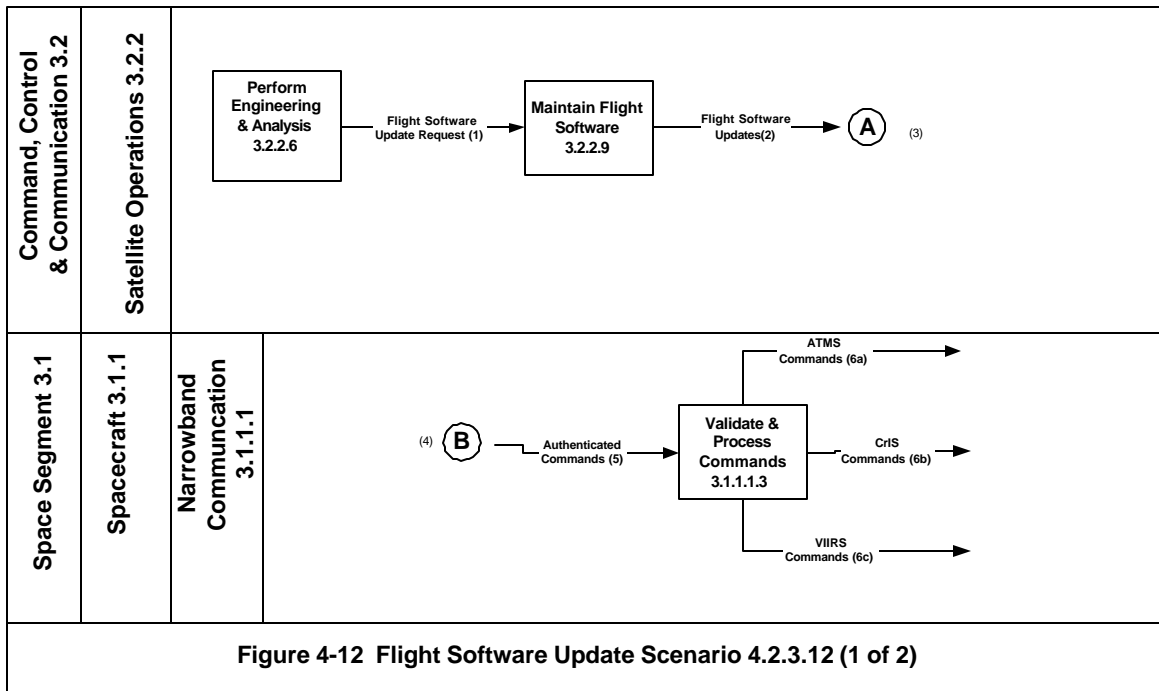 Command, Control
& Communication 3.2
Satellite Operations 3.2.2
Perform
Engineering
& Analysis
3.2.2.6
Flight Software
Update Request (1)
Maintain Flight
Software
3.2.2.9
Flight Software
Updates(2)
A
(3)
Space Segment 3.1
Spacecraft 3.1.1
Narrowband
Communcation
3.1.1.1
(4)
B
Authenticated
Commands (5)
Validate &
Process
Commands
3.1.1.1.3
ATMS
Commands (6a)
CrIS
Commands (6b)
VIIRS
Commands (6c)
Figure 4-12 Flight Software Update Scenario 4.2.3.12 (1 of 2)